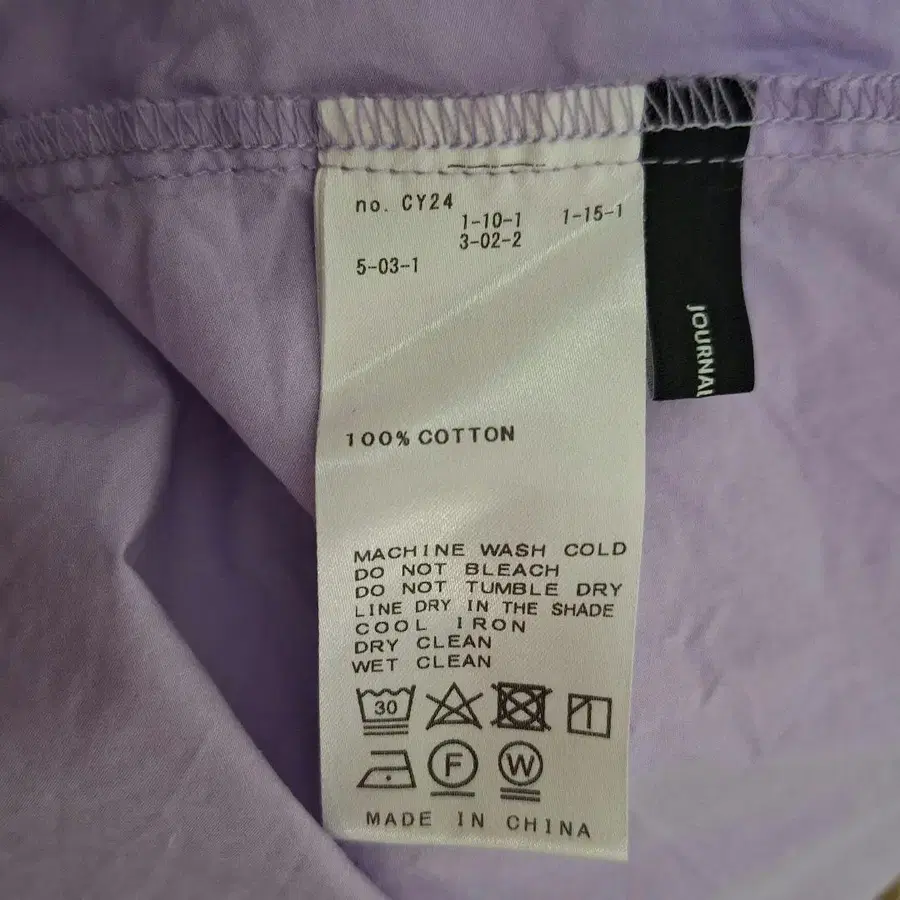 no. CY24
1-10-1 1-15-1
3-02-2
5-03-1
JOURNAL
100% COTTON
MACHINE WASH COLD
DO NOT BLEACH
DO NOT TUMBLE DRY
LINE DRY IN THE SHADE
COOL IRON
DRY CLEAN
WET CLEAN
30
F W
MADE IN CHINA